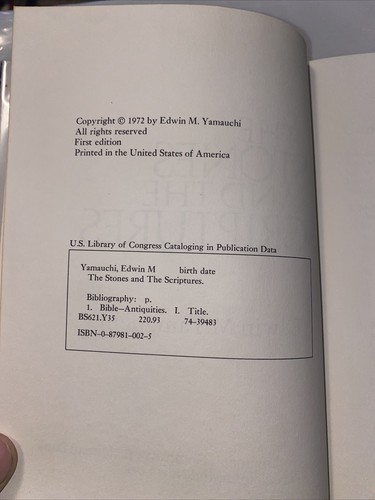 Copyright © 1972 by Edwin M. Yamauchi
All rights reserved
First edition
Printed in the United States of America
U.S. Library of Congress Cataloging in Publication Data
Yamauchi, Edwin M birth date
The Stones and The Scriptures.
Bibliography: p.
1. Bible—Antiquities. I. Title.
BS621.Y35 220.93 74-39483
ISBN-0-87981-002-5